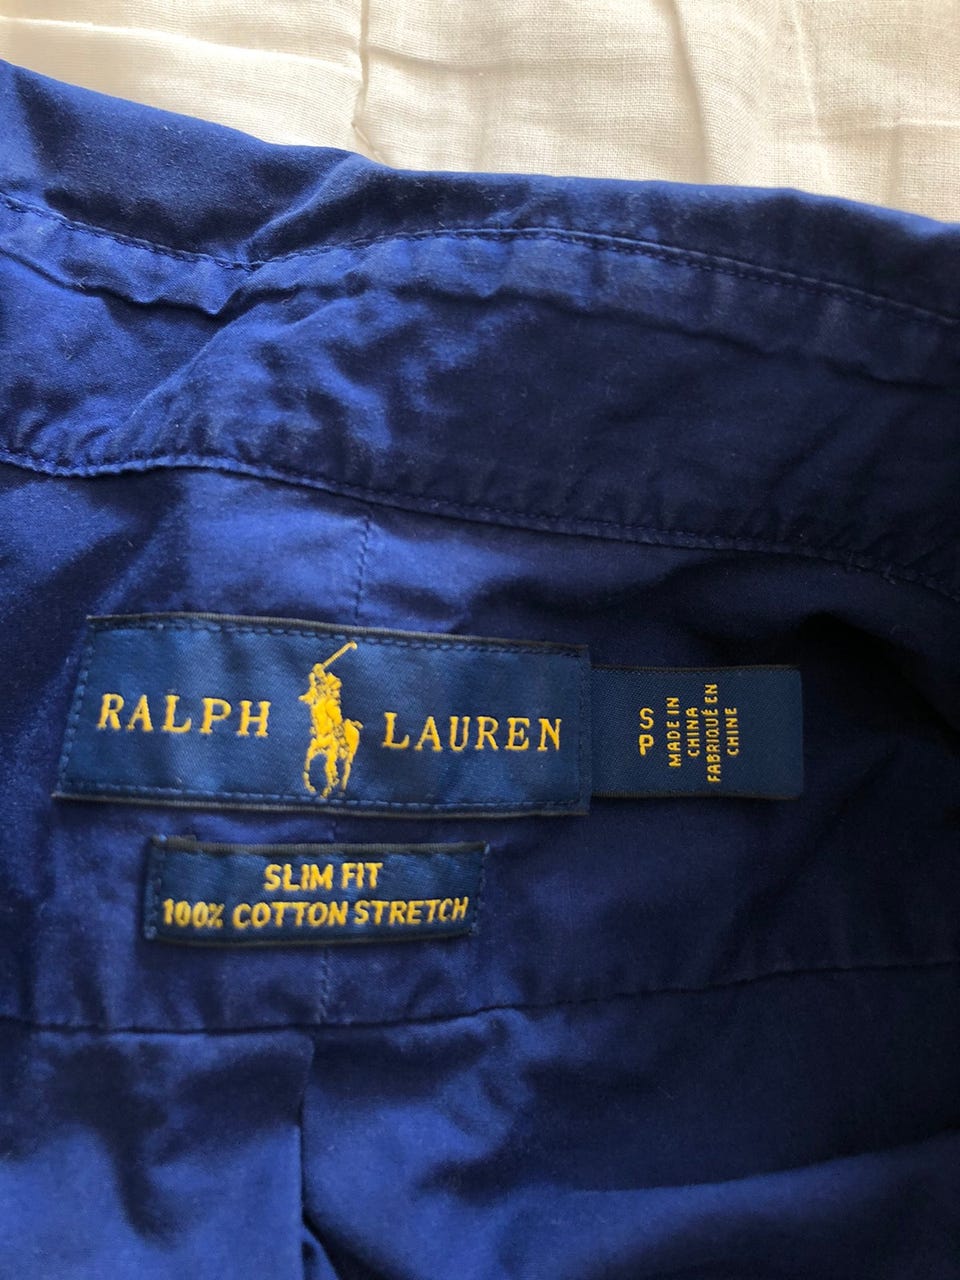 RALPH LAUREN
S
P
MADE IN
CHINA
FABRIQUÉ EN
CHINE
SLIM FIT
100% COTTON STRETCH